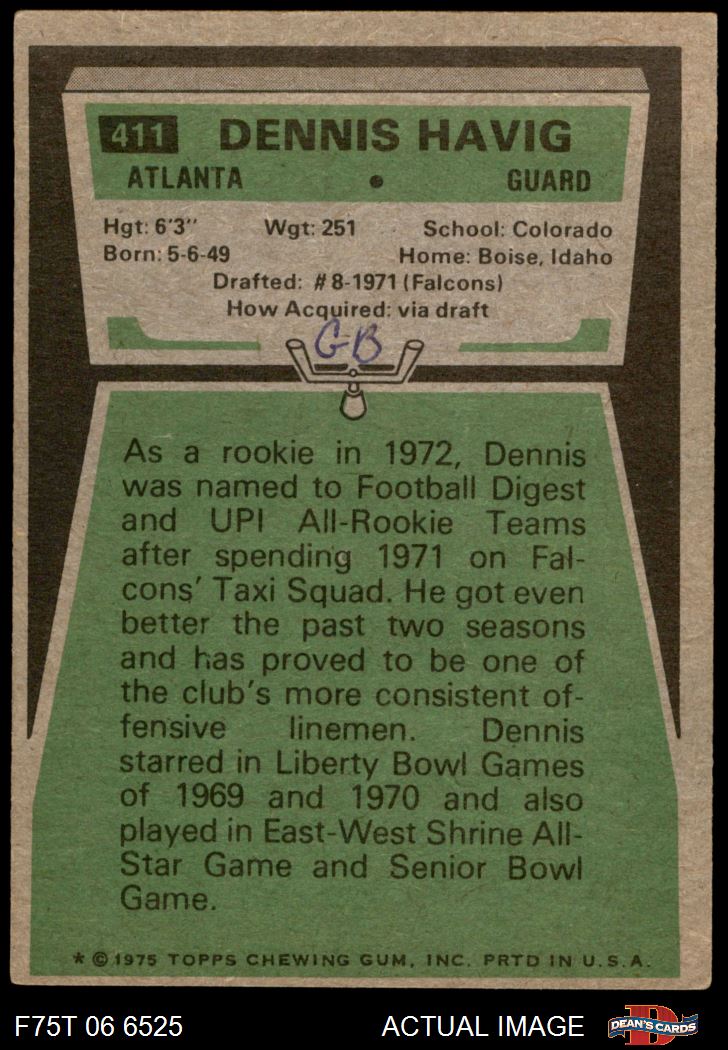 411 DENNIS HAVIG
ATLANTA • GUARD
Hgt: 6'3" Wgt: 251 School: Colorado
Born: 5-6-49 Home: Boise, Idaho
Drafted: #8-1971 (Falcons)
How Acquired: via draft
GB
As a rookie in 1972, Dennis
was named to Football Digest
and UPI All-Rookie Teams
after spending 1971 on Fal-
cons' Taxi Squad. He got even
better the past two seasons
and has proved to be one of
the club's more consistent of-
fensive linemen. Dennis
starred in Liberty Bowl Games
of 1969 and 1970 and also
played in East-West Shrine All-
Star Game and Senior Bowl
Game.
* © 1975 TOPPS CHEWING GUM, INC. PRTD IN U.S.A.
F75T 06 6525 ACTUAL IMAGE D DEAN'S CARDS